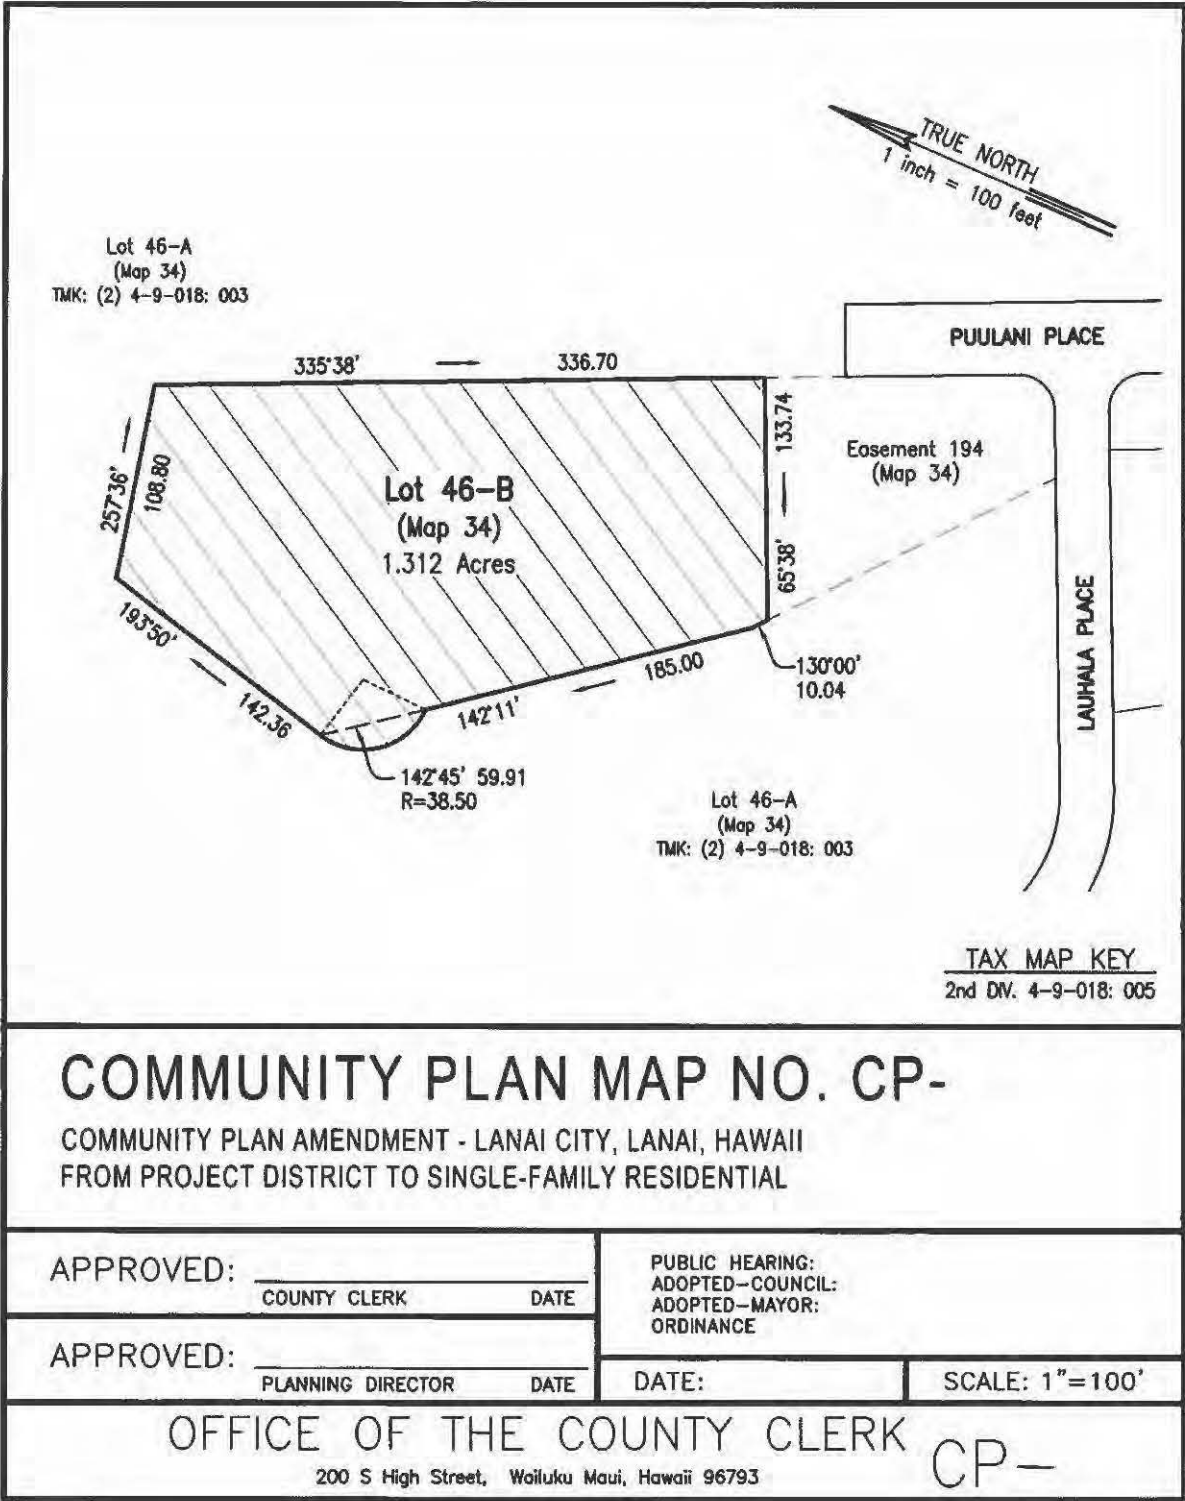 TRUE NORTH
1 inch = 100 feet
Lot 46-A
(Map 34)
TMK: (2) 4-9-018: 003
PUULANI PLACE
335°38' 336.70
133.74
65°38'
Easement 194
(Map 34)
257°36'
108.80
Lot 46-B
(Map 34)
1.312 Acres
193°50'
142.36
142°11'
185.00
130°00'
10.04
LAUHALA PLACE
142°45' 59.91
R=38.50
Lot 46-A
(Map 34)
TMK: (2) 4-9-018: 003
TAX MAP KEY
2nd DIV. 4-9-018: 005
COMMUNITY PLAN MAP NO. CP-
COMMUNITY PLAN AMENDMENT - LANAI CITY, LANAI, HAWAII
FROM PROJECT DISTRICT TO SINGLE-FAMILY RESIDENTIAL
APPROVED:
COUNTY CLERK DATE
APPROVED:
PLANNING DIRECTOR DATE
PUBLIC HEARING:
ADOPTED-COUNCIL:
ADOPTED-MAYOR:
ORDINANCE
DATE:
SCALE: 1"=100'
OFFICE OF THE COUNTY CLERK
200 S High Street, Wailuku Maui, Hawaii 96793
CP-